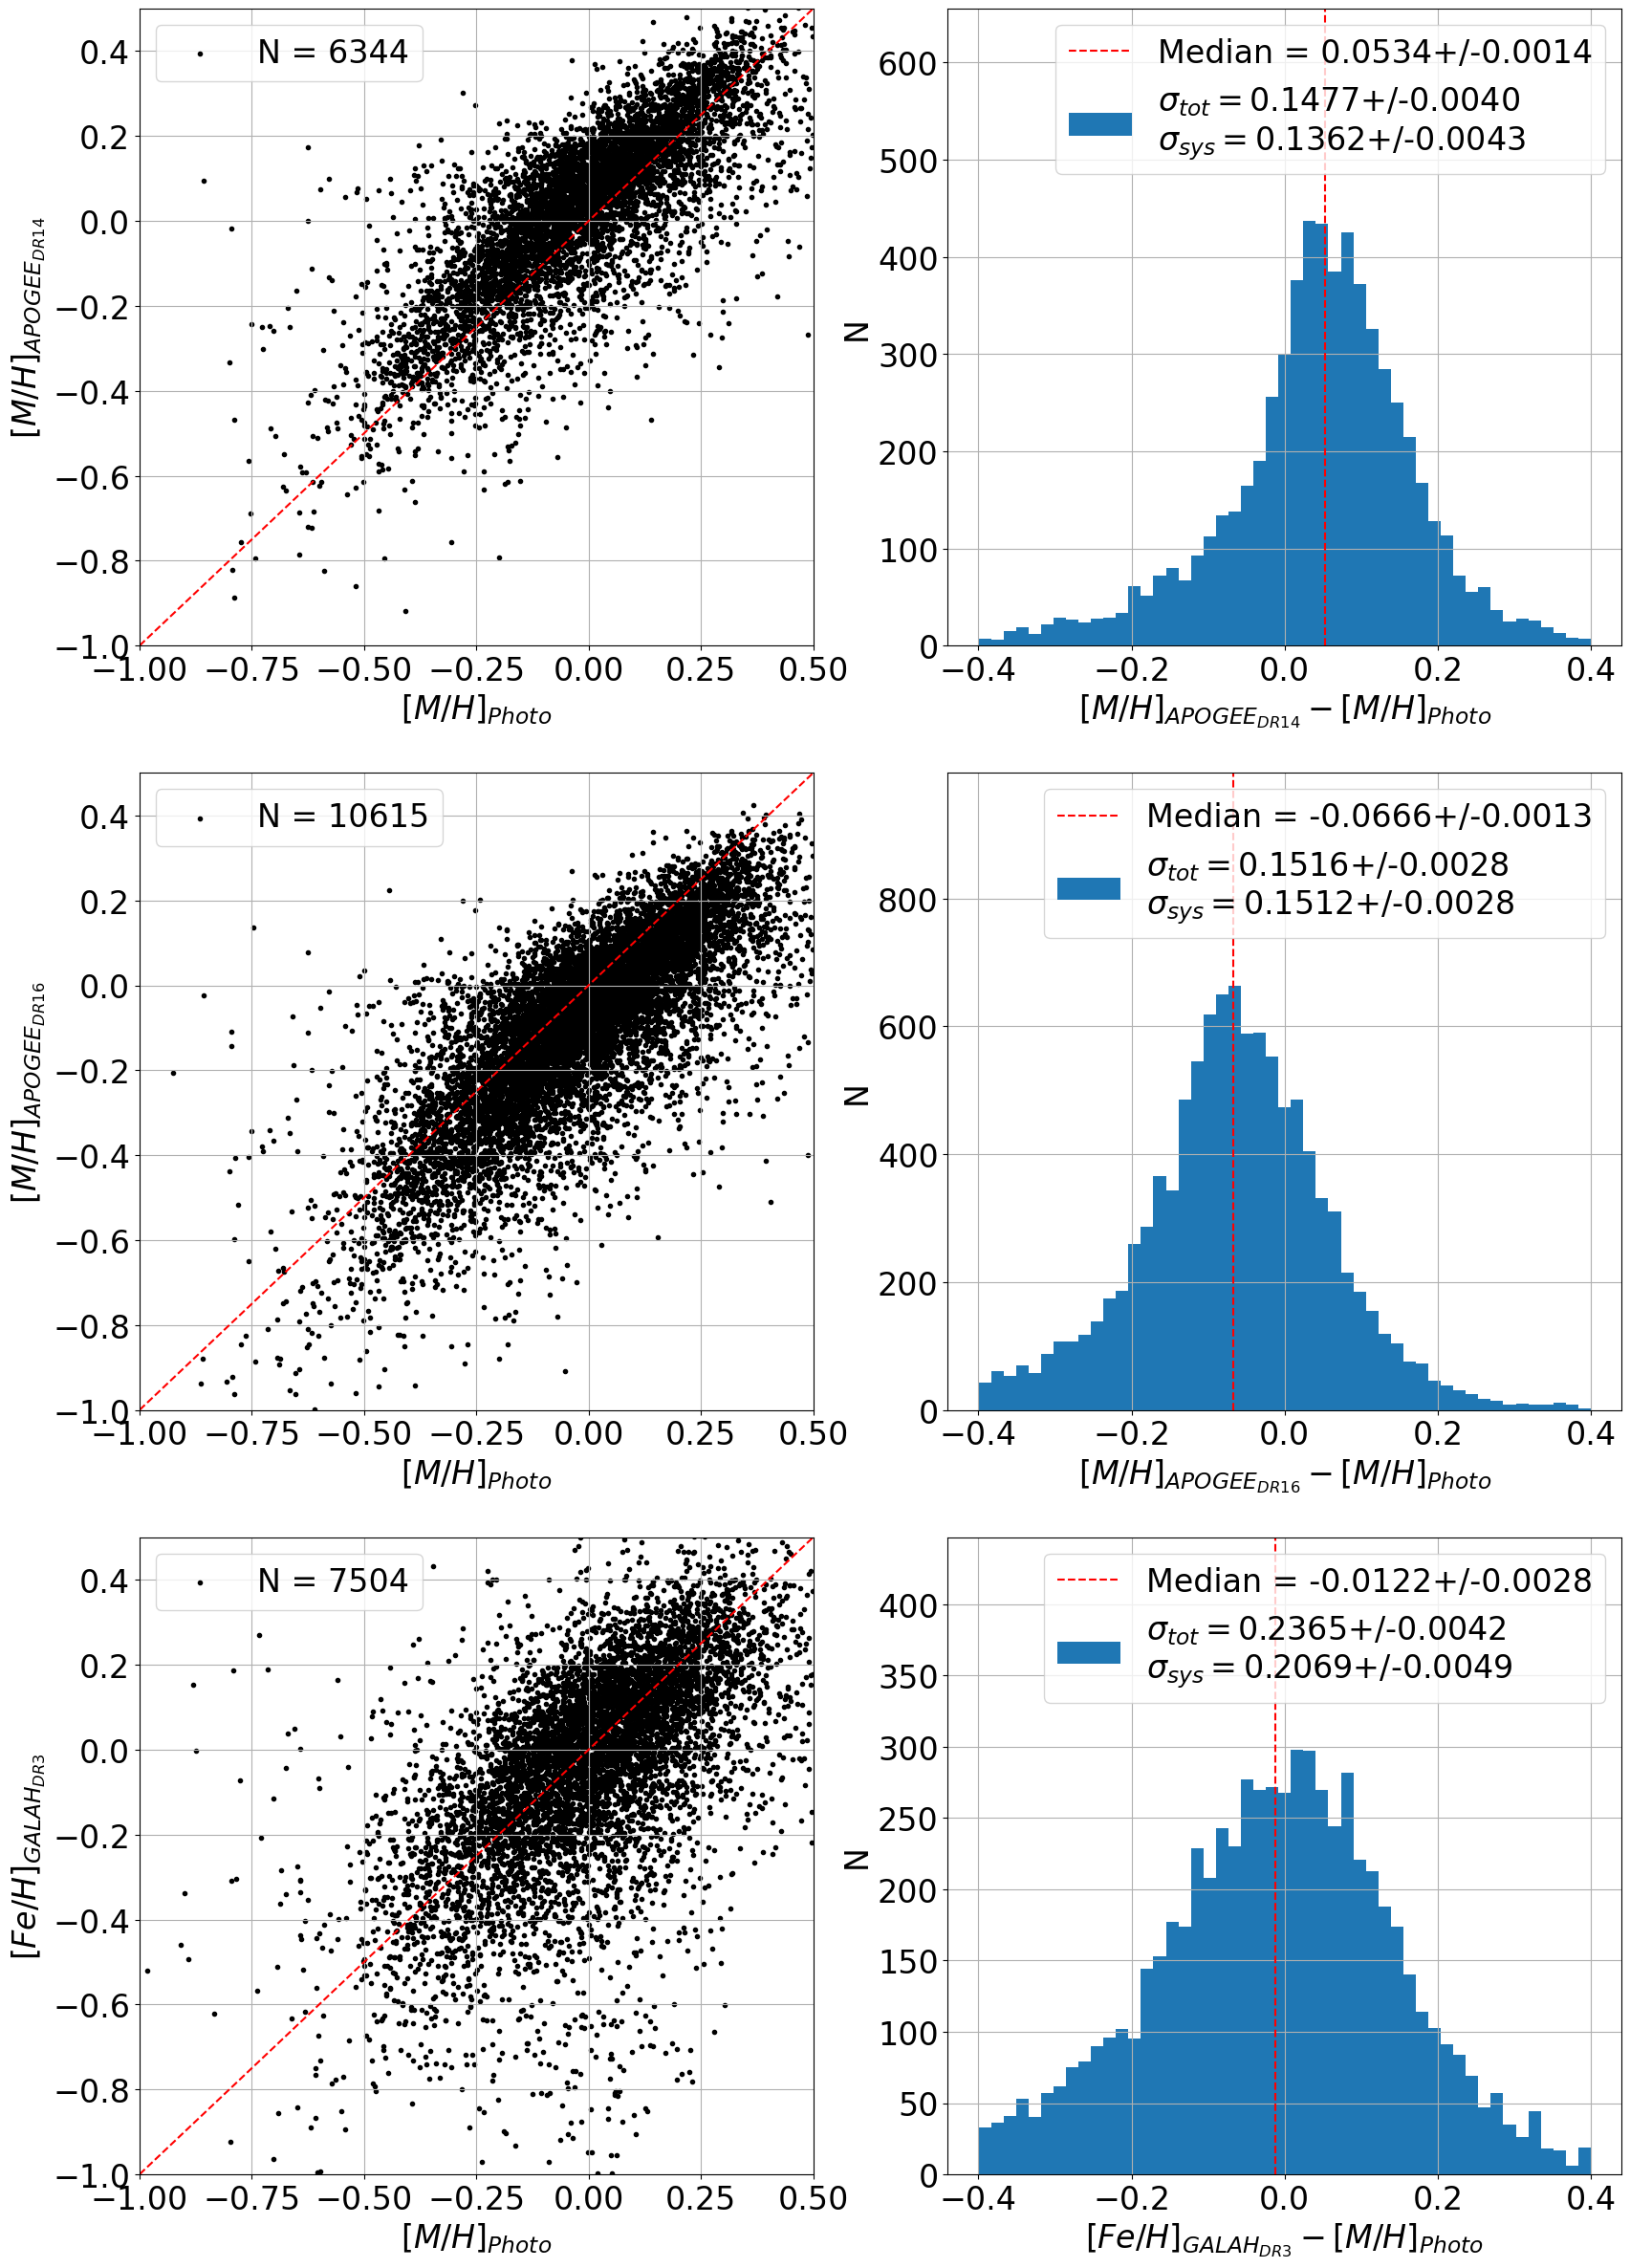 N = 6344
0.4
0.2
0.0
−0.2
−0.4
−0.6
−0.8
−1.0
[M/H]APOGEE_DR14
−1.00 −0.75 −0.50 −0.25 0.00 0.25 0.50
[M/H]Photo
Median = 0.0534+/-0.0014
σtot = 0.1477+/-0.0040
σsys = 0.1362+/-0.0043
600
500
400
300
200
100
0
N
−0.4 −0.2 0.0 0.2 0.4
[M/H]APOGEE_DR14 − [M/H]Photo
N = 10615
0.4
0.2
0.0
−0.2
−0.4
−0.6
−0.8
−1.0
[M/H]APOGEE_DR16
−1.00 −0.75 −0.50 −0.25 0.00 0.25 0.50
[M/H]Photo
Median = -0.0666+/-0.0013
σtot = 0.1516+/-0.0028
σsys = 0.1512+/-0.0028
800
600
400
200
0
N
−0.4 −0.2 0.0 0.2 0.4
[M/H]APOGEE_DR16 − [M/H]Photo
N = 7504
0.4
0.2
0.0
−0.2
−0.4
−0.6
−0.8
−1.0
[Fe/H]GALAH_DR3
−1.00 −0.75 −0.50 −0.25 0.00 0.25 0.50
[M/H]Photo
Median = -0.0122+/-0.0028
σtot = 0.2365+/-0.0042
σsys = 0.2069+/-0.0049
400
350
300
250
200
150
100
50
0
N
−0.4 −0.2 0.0 0.2 0.4
[Fe/H]GALAH_DR3 − [M/H]Photo